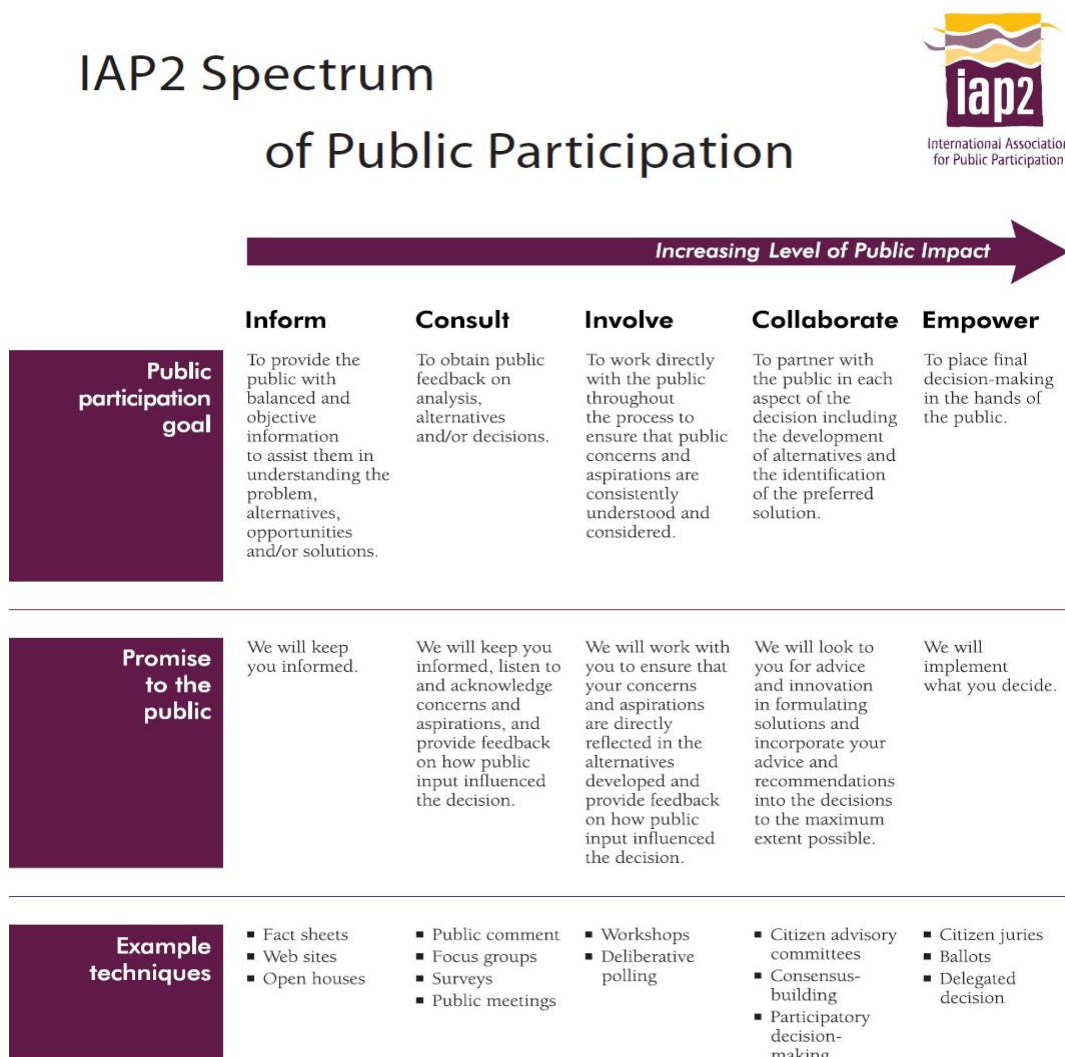 IAP2 Spectrum
of Public Participation
iap2
International Association
for Public Participation
Increasing Level of Public Impact
Inform
Consult
Involve
Collaborate
Empower
Public
participation
goal
To provide the
public with
balanced and
objective
information
to assist them in
understanding the
problem,
alternatives,
opportunities
and/or solutions.
To obtain public
feedback on
analysis,
alternatives
and/or decisions.
To work directly
with the public
throughout
the process to
ensure that public
concerns and
aspirations are
consistently
understood and
considered.
To partner with
the public in each
aspect of the
decision including
the development
of alternatives and
the identification
of the preferred
solution.
To place final
decision-making
in the hands of
the public.
Promise
to the
public
We will keep
you informed.
We will keep you
informed, listen to
and acknowledge
concerns and
aspirations, and
provide feedback
on how public
input influenced
the decision.
We will work with
you to ensure that
your concerns
and aspirations
are directly
reflected in the
alternatives
developed and
provide feedback
on how public
input influenced
the decision.
We will look to
you for advice
and innovation
in formulating
solutions and
incorporate your
advice and
recommendations
into the decisions
to the maximum
extent possible.
We will
implement
what you decide.
Example
techniques
▪ Fact sheets
▪ Web sites
▪ Open houses
▪ Public comment
▪ Focus groups
▪ Surveys
▪ Public meetings
▪ Workshops
▪ Deliberative
polling
▪ Citizen advisory
committees
▪ Consensus-
building
▪ Participatory
decision-
making
▪ Citizen juries
▪ Ballots
▪ Delegated
decision